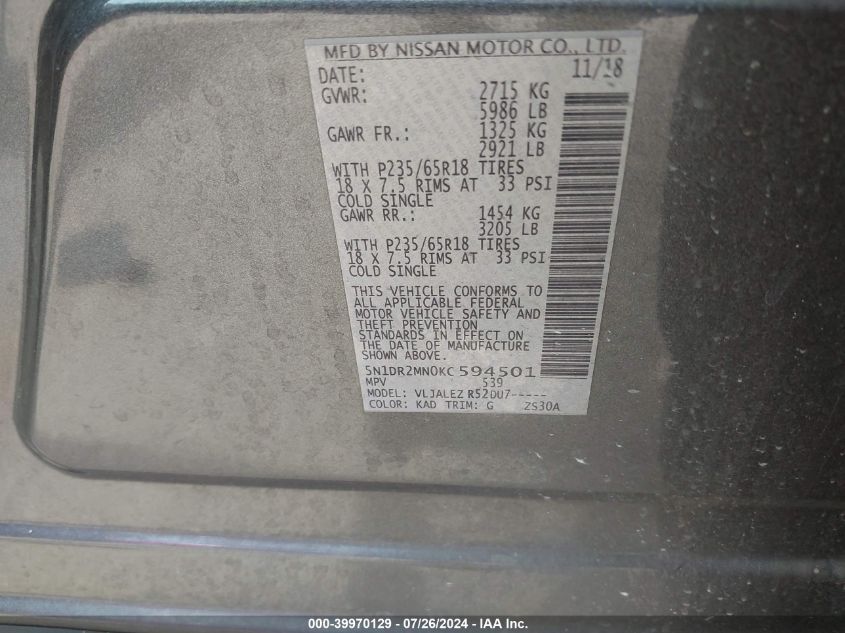 MFD BY NISSAN MOTOR CO., LTD.
DATE: 11/18
GVWR: 2715 KG
5986 LB
GAWR FR.: 1325 KG
2921 LB
WITH P235/65R18 TIRES
18 X 7.5 RIMS AT 33 PSI
COLD SINGLE
GAWR RR.: 1454 KG
3205 LB
WITH P235/65R18 TIRES
18 X 7.5 RIMS AT 33 PSI
COLD SINGLE
THIS VEHICLE CONFORMS TO
ALL APPLICABLE FEDERAL
MOTOR VEHICLE SAFETY AND
THEFT PREVENTION
STANDARDS IN EFFECT ON
THE DATE OF MANUFACTURE
SHOWN ABOVE.
5N1DR2MN0KC594501
MPV 539
MODEL: VLJALEZ R52DU7-----
COLOR: KAD TRIM: G ZS30A
000-39970129 - 07/26/2024 - IAA Inc.